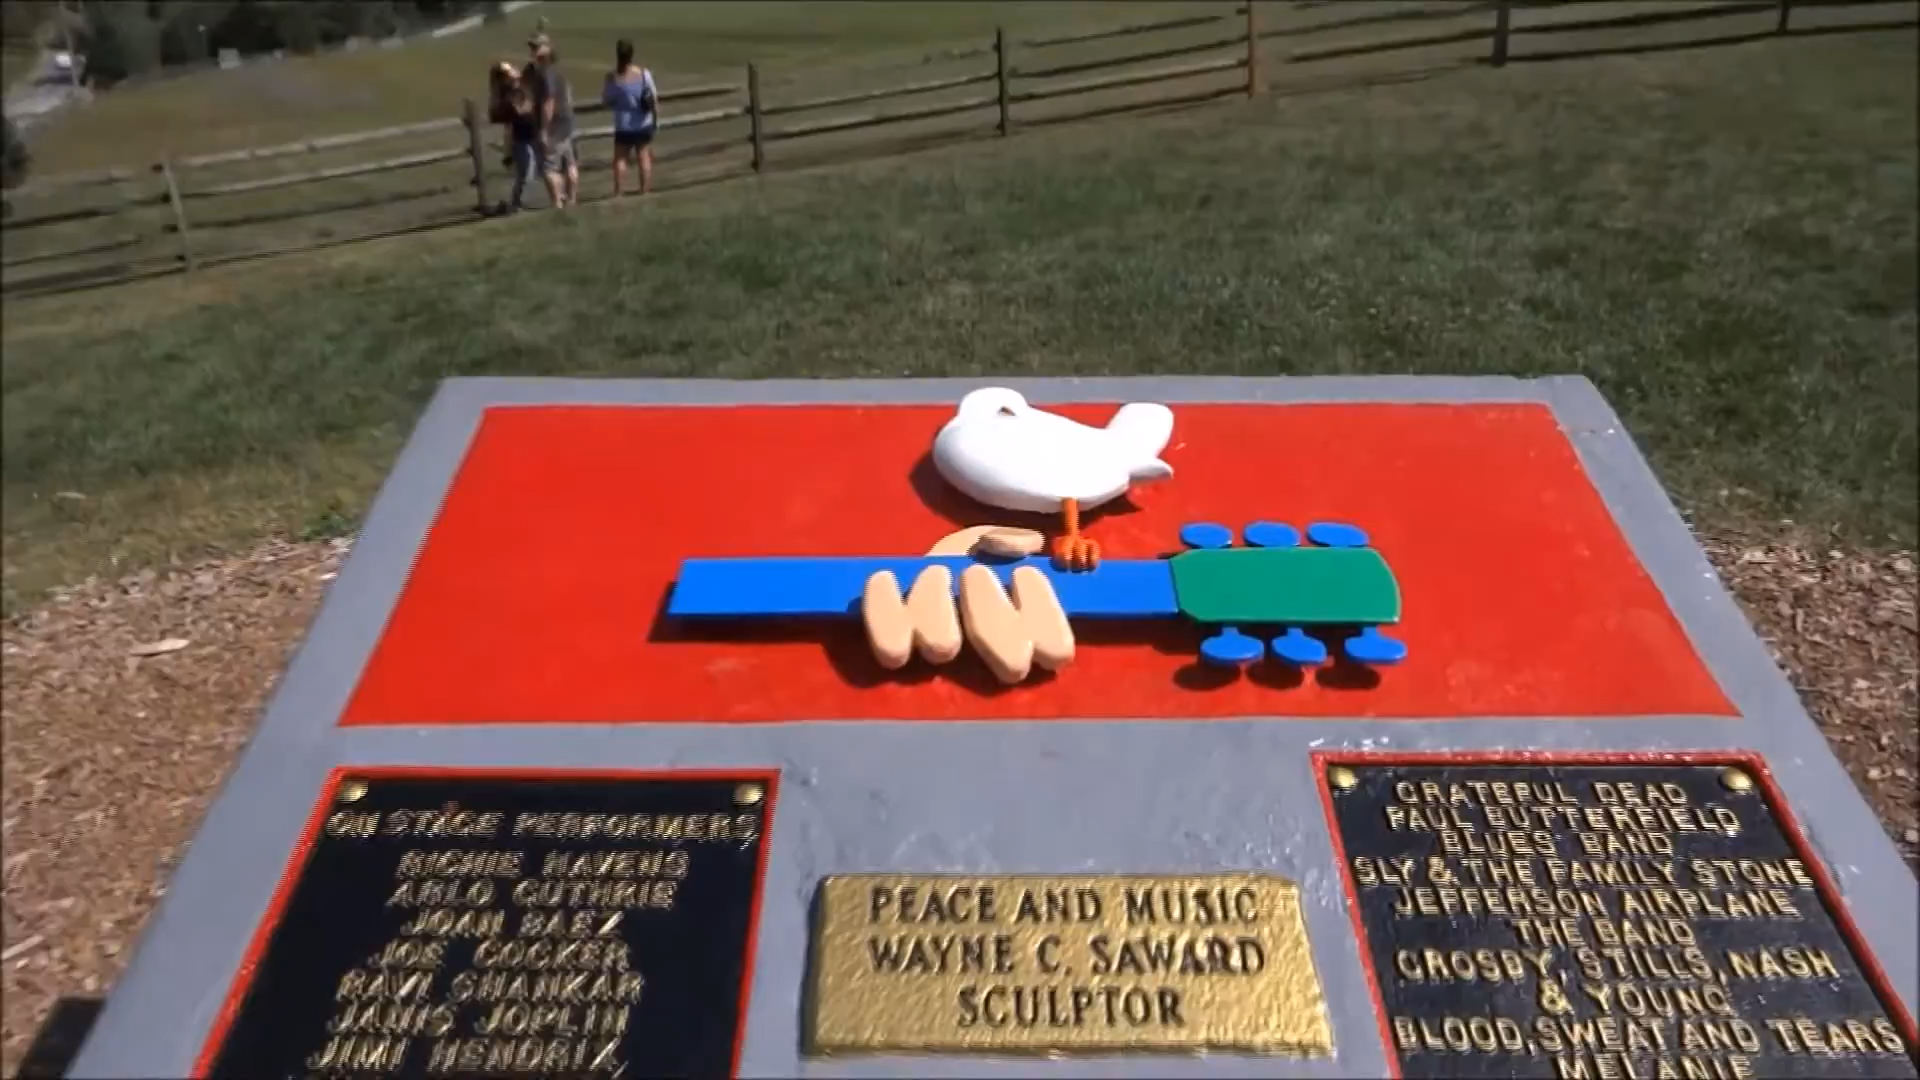 ON STAGE PERFORMERS
RICHIE HAVENS
ARLO GUTHRIE
JOAN BAEZ
JOE COCKER
RAVI SHANKAR
JANIS JOPLIN
JIMI HENDRIX
PEACE AND MUSIC
WAYNE C. SAWARD
SCULPTOR
GRATEFUL DEAD
PAUL BUTTERFIELD
BLUES BAND
SLY & THE FAMILY STONE
JEFFERSON AIRPLANE
THE BAND
CROSBY, STILLS, NASH
& YOUNG
BLOOD, SWEAT AND TEARS
MELANIE